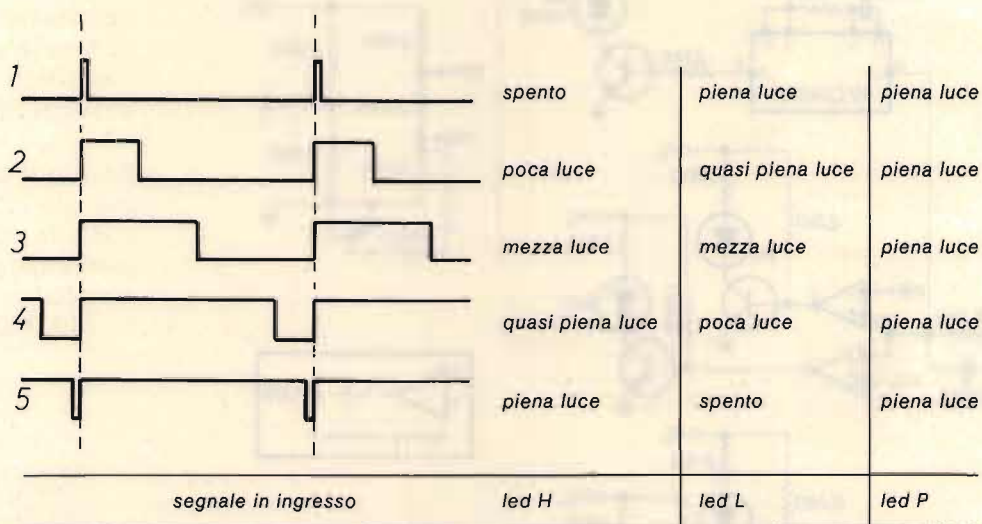 1 spento piena luce piena luce
2 poca luce quasi piena luce piena luce
3 mezza luce mezza luce piena luce
4 quasi piena luce poca luce piena luce
5 piena luce spento piena luce
segnale in ingresso led H led L led P